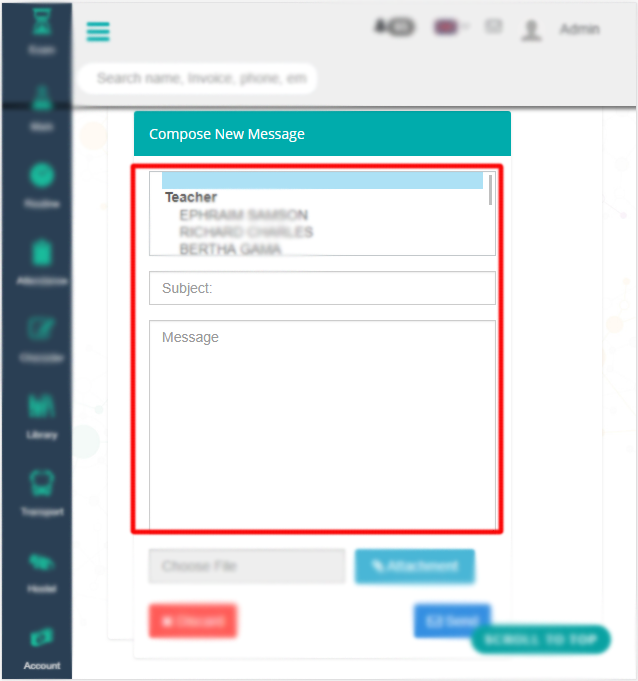 Admin
Search name, Invoice, phone, em
Compose New Message
Teacher
EPHRAIM SAMSON
RICHARD CHARLES
BERTHA GAMA
Subject:
Message
Choose File
Attachment
Discard
Send
SCROLL TO TOP
Exam
Mark
Routine
Attendance
Library
Transport
Hostel
Account